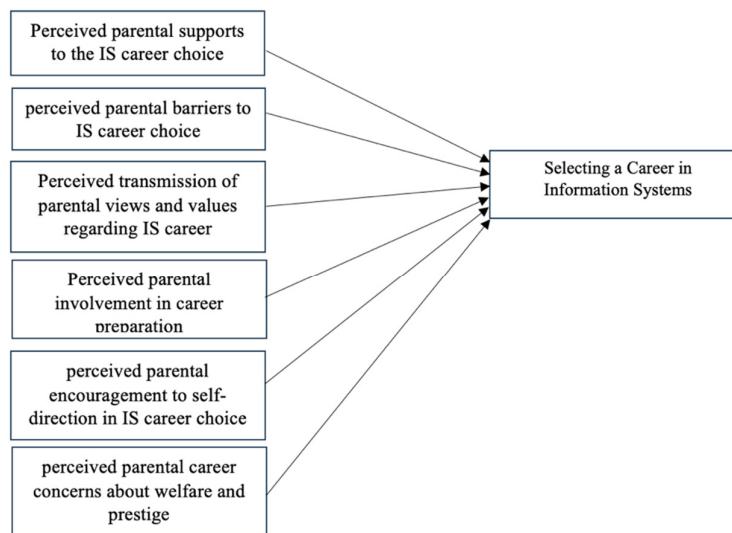 Perceived parental supports
to the IS career choice
perceived parental barriers to
IS career choice
Perceived transmission of
parental views and values
regarding IS career
Perceived parental
involvement in career
preparation
perceived parental
encouragement to self-
direction in IS career choice
perceived parental career
concerns about welfare and
prestige
Selecting a Career in
Information Systems